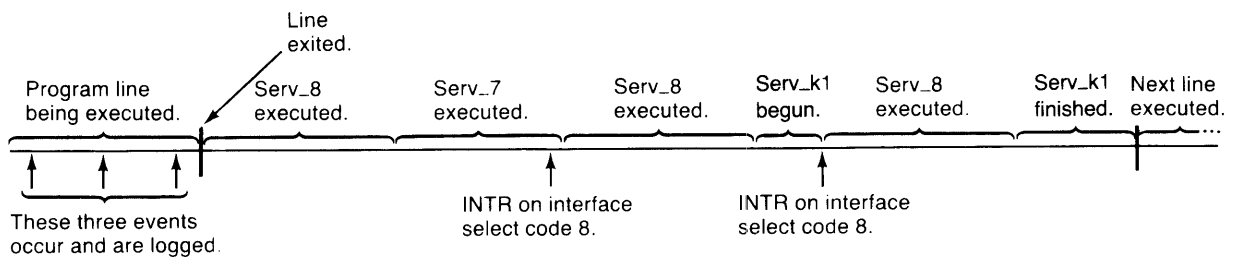 Line
exited.
Program line
being executed.
Serv_8
executed.
Serv_7
executed.
Serv_8
executed.
Serv_k1
begun.
Serv_8
executed.
Serv_k1
finished.
Next line
executed.
...
These three events
occur and are logged.
INTR on interface
select code 8.
INTR on interface
select code 8.